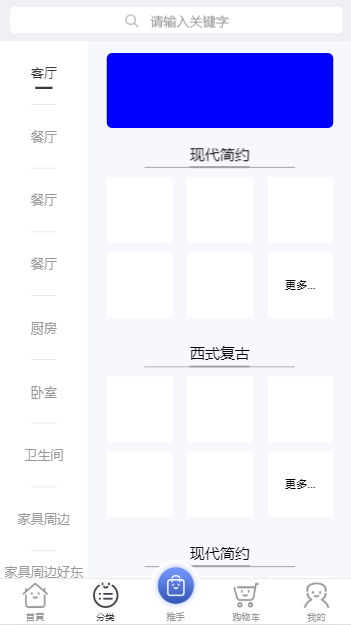 请输入关键字
客厅
餐厅
餐厅
餐厅
厨房
卧室
卫生间
家具周边
家具周边好东
现代简约
更多...
西式复古
更多...
现代简约
首頁
分类
推手
购物车
我的